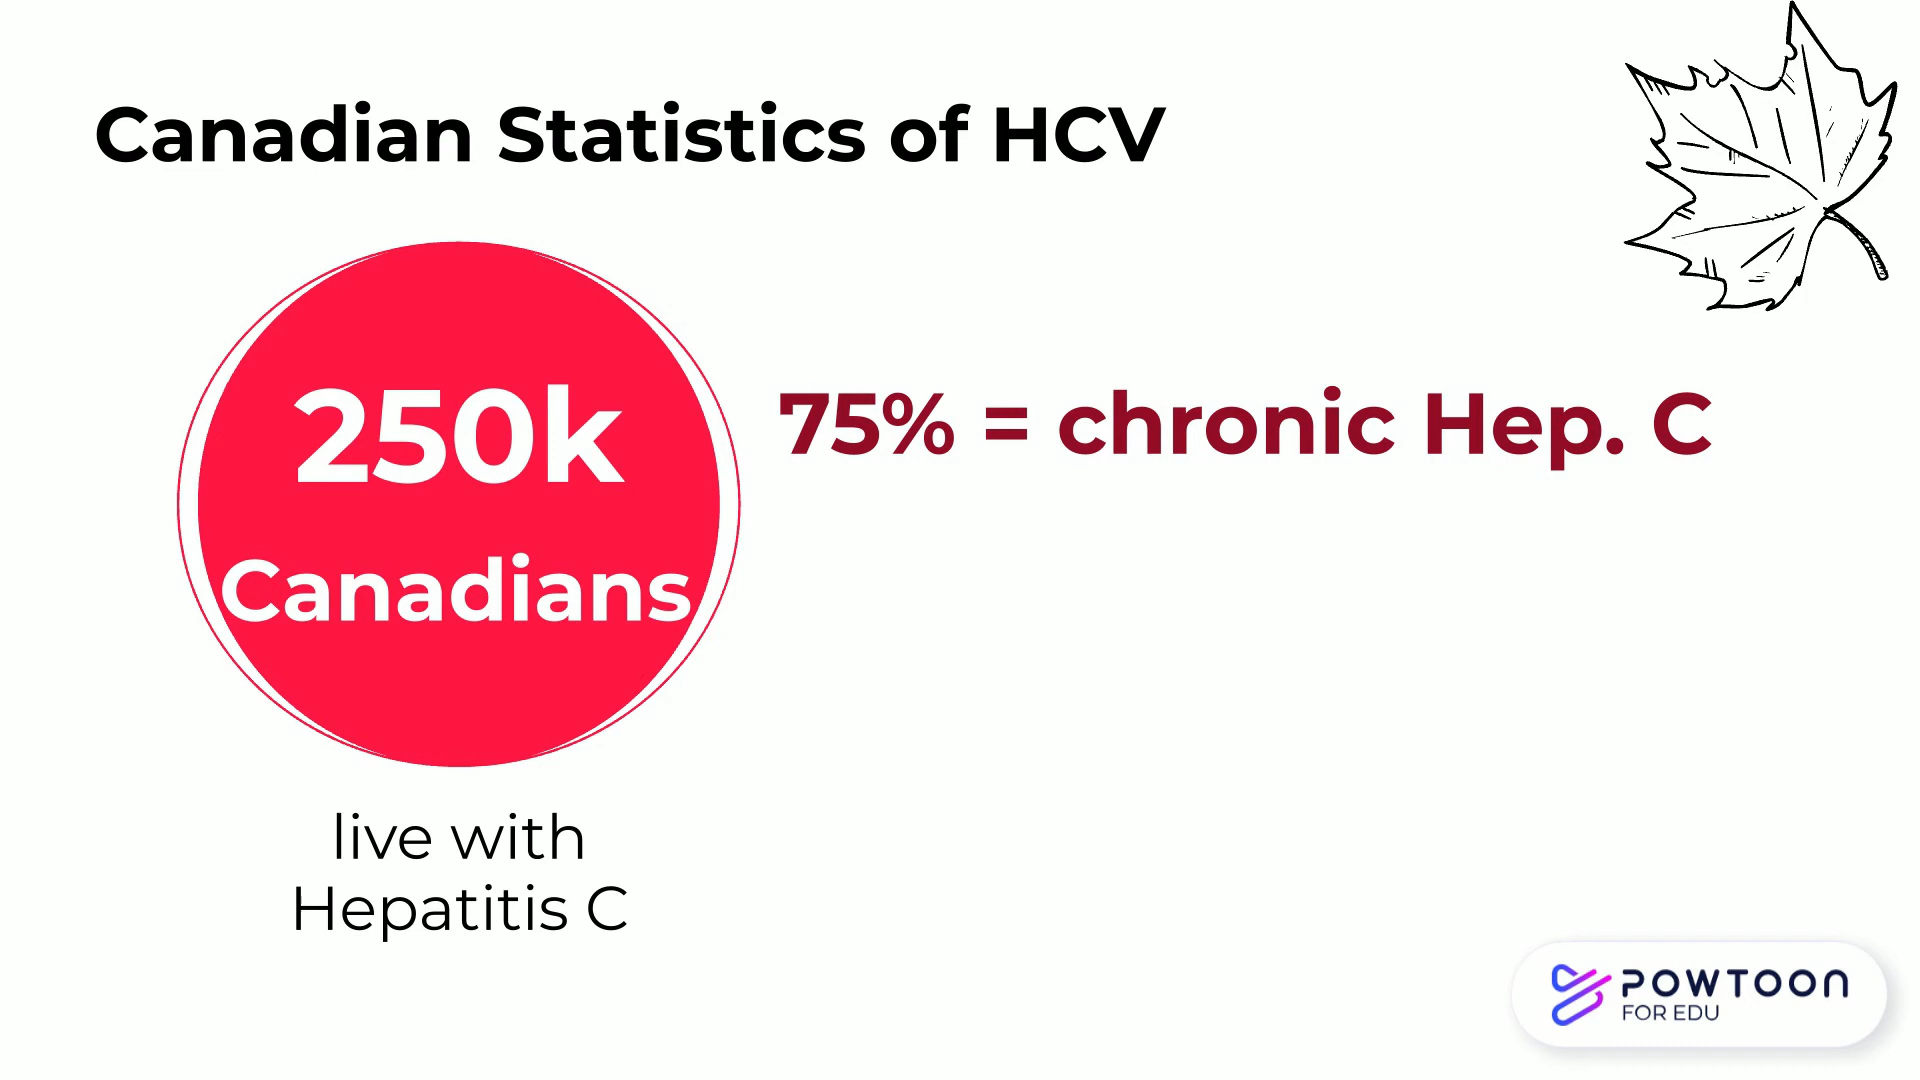 Canadian Statistics of HCV
250k
Canadians
75% = chronic Hep. C
live with
Hepatitis C
POWTOON
FOR EDU